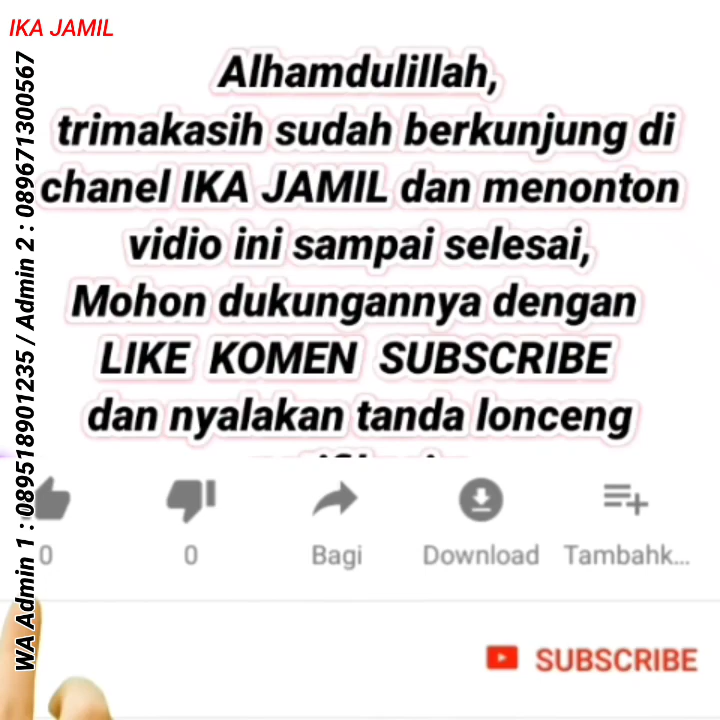 IKA JAMIL
WA Admin 1 : 089518901235 / Admin 2 : 089671300567
Alhamdulillah,
trimakasih sudah berkunjung di
chanel IKA JAMIL dan menonton
vidio ini sampai selesai,
Mohon dukungannya dengan
LIKE KOMEN SUBSCRIBE
dan nyalakan tanda lonceng
0 0 Bagi Download Tambahk...
SUBSCRIBE